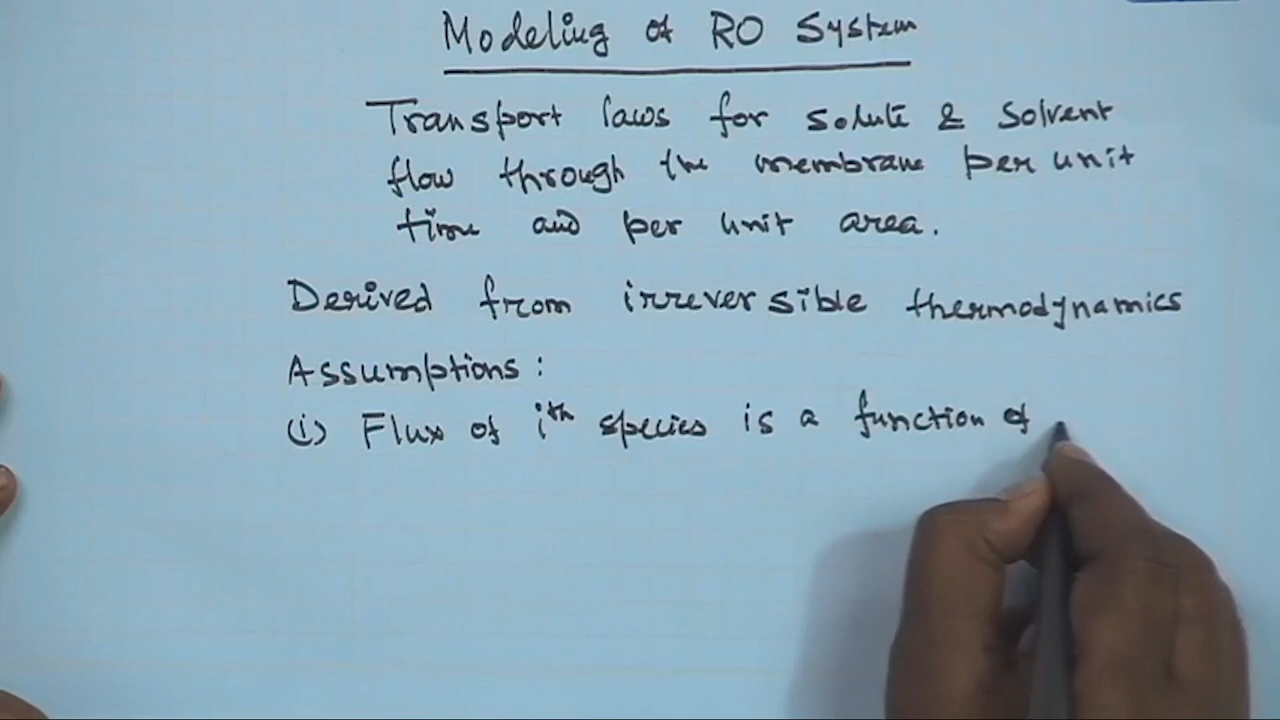 Modeling of RO System
Transport laws for solute & solvent
flow through the membrane per unit
time and per unit area.
Derived from irreversible thermodynamics
Assumptions:
(i) Flux of ith species is a function of